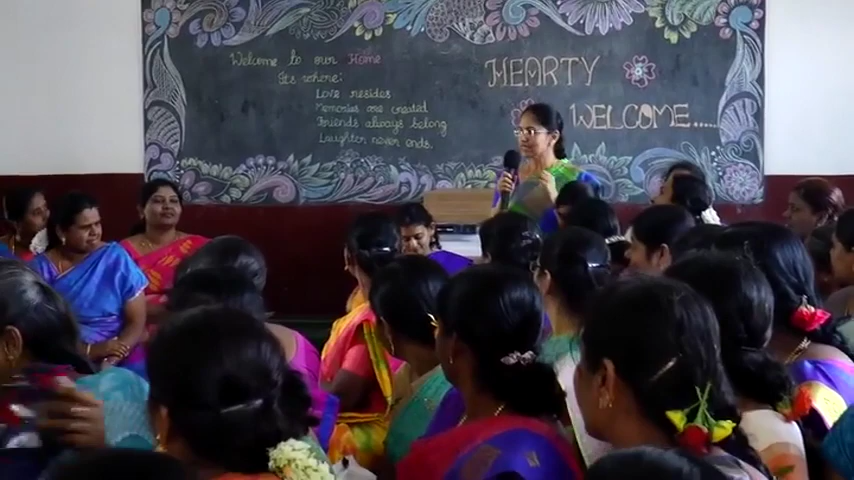 Welcome to our Home
It's where:
Love resides
Memories are created
Friends always belong
Laughter never ends.
HEARTY
WELCOME.....